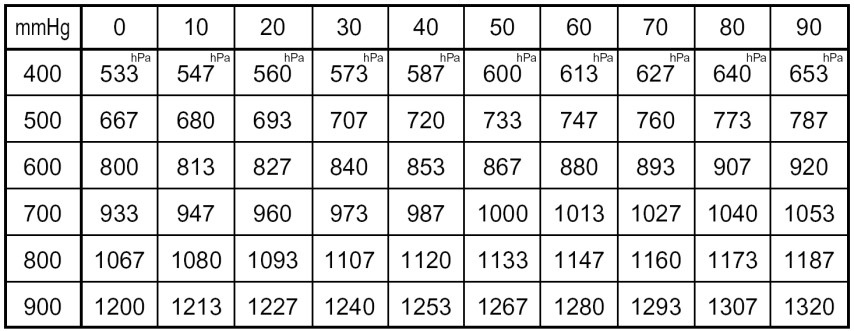 mmHg 0 10 20 30 40 50 60 70 80 90
hPa hPa hPa hPa hPa hPa hPa hPa hPa hPa
400 533 547 560 573 587 600 613 627 640 653
500 667 680 693 707 720 733 747 760 773 787
600 800 813 827 840 853 867 880 893 907 920
700 933 947 960 973 987 1000 1013 1027 1040 1053
800 1067 1080 1093 1107 1120 1133 1147 1160 1173 1187
900 1200 1213 1227 1240 1253 1267 1280 1293 1307 1320